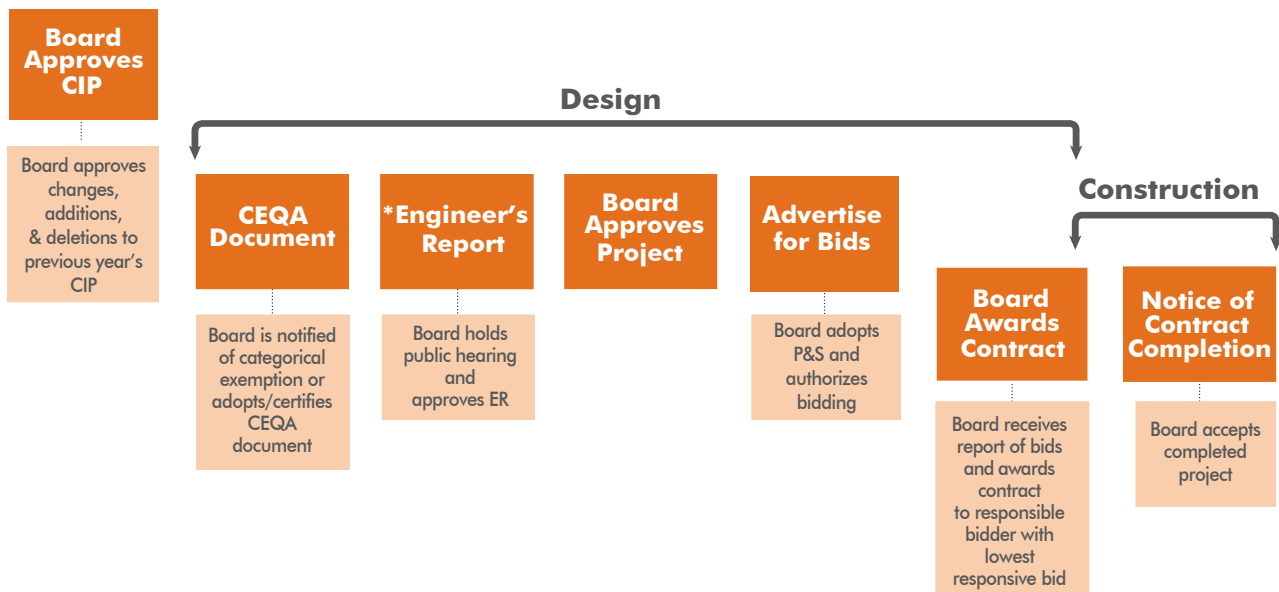 Board
Approves
CIP
Board approves
changes,
additions,
& deletions to
previous year's
CIP
Design
CEQA
Document
Board is notified
of categorical
exemption or
adopts/certifies
CEQA
document
*Engineer's
Report
Board holds
public hearing
and
approves ER
Board
Approves
Project
Advertise
for Bids
Board adopts
P&S and
authorizes
bidding
Construction
Board
Awards
Contract
Board receives
report of bids
and awards
contract
to responsible
bidder with
lowest
responsive bid
Notice of
Contract
Completion
Board accepts
completed
project